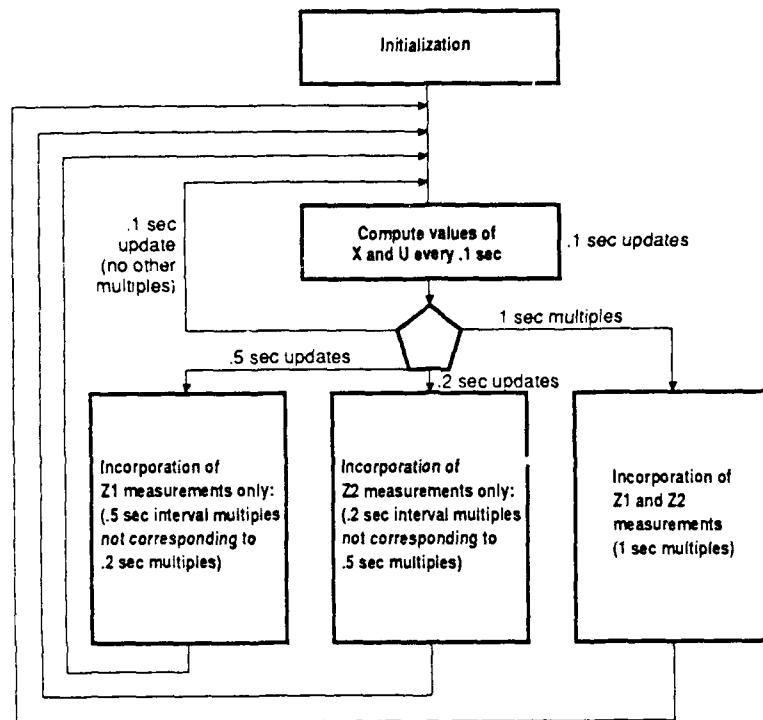 Initialization
.1 sec
update
(no other
multiples)
Compute values of
X and U every .1 sec
.1 sec updates
1 sec multiples
.5 sec updates
.2 sec updates
Incorporation of
Z1 measurements only:
(.5 sec interval multiples
not corresponding to
.2 sec multiples)
Incorporation of
Z2 measurements only:
(.2 sec interval multiples
not corresponding to
.5 sec multiples)
Incorporation of
Z1 and Z2
measurements
(1 sec multiples)